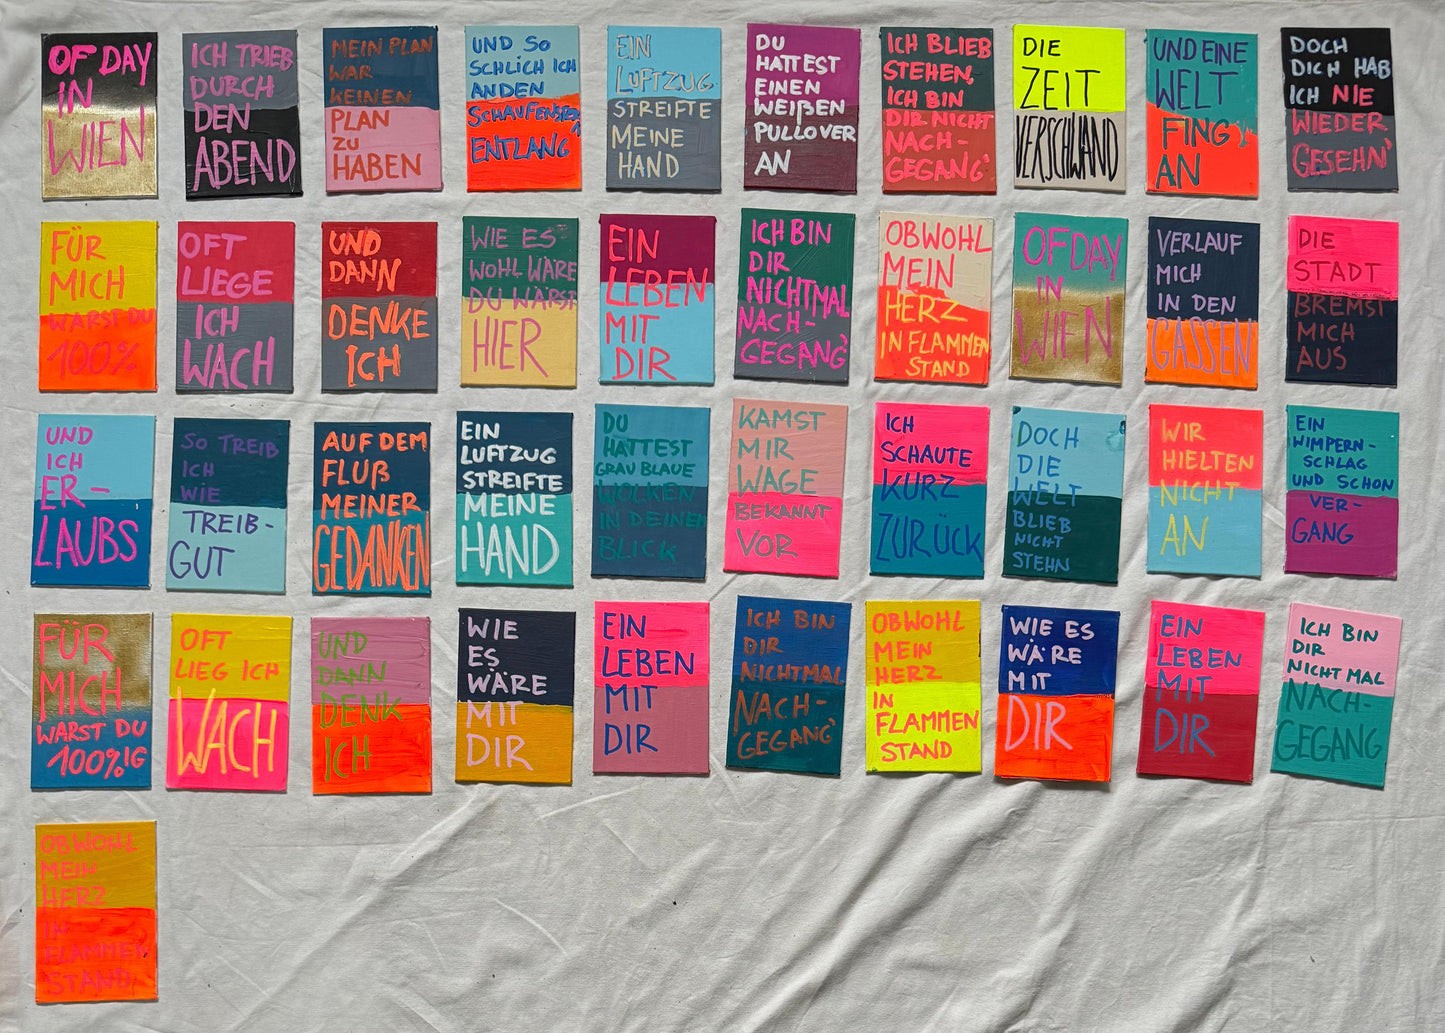 OF DAY
IN
WIEN
ICH TRIEB
DURCH
DEN
ABEND
MEIN PLAN
WAR
KEINEN
PLAN
ZU
HABEN
UND SO
SCHLICH ICH
AN DEN
SCHAUFENSTERN
ENTLANG
EIN
LUFTZUG
STREIFTE
MEINE
HAND
DU
HATTEST
EINEN
WEIßEN
PULLOVER
AN
ICH BLIEB
STEHEN,
ICH BIN
DIR NICHT
NACH-
GEGANG'
DIE
ZEIT
VERSCHWAND
UND EINE
WELT
FING
AN
DOCH
DICH HAB
ICH NIE
WIEDER
GESEHN'
FÜR
MICH
WARST DU
100%
OFT
LIEGE
ICH
WACH
UND
DANN
DENKE
ICH
WIE ES
WOHL WÄRE
DU WÄRST
HIER
EIN
LEBEN
MIT
DIR
ICH BIN
DIR
NICHTMAL
NACH-
GEGANG'
OBWOHL
MEIN
HERZ
IN FLAMMEN
STAND
OF DAY
IN
WIEN
VERLAUF
MICH
IN DEN
GASSEN
DIE
STADT
BREMST
MICH
AUS
UND
ICH
ER-
LAUBS
SO TREIB
ICH
WIE
TREIB-
GUT
AUF DEM
FLUß
MEINER
GEDANKEN
EIN
LUFTZUG
STREIFTE
MEINE
HAND
DU
HATTEST
GRAU BLAUE
WOLKEN
IN DEINEM
BLICK
KAMST
MIR
WAGE
BEKANNT
VOR
ICH
SCHAUTE
KURZ
ZURÜCK
DOCH
DIE
WELT
BLIEB
NICHT
STEHN
WIR
HIELTEN
NICHT
AN
EIN
WIMPERN-
SCHLAG
UND SCHON
VER-
GANG
FÜR
MICH
WARST DU
100%IG
OFT
LIEG ICH
WACH
UND
DANN
DENK
ICH
WIE
ES
WÄRE
MIT
DIR
EIN
LEBEN
MIT
DIR
ICH BIN
DIR
NICHTMAL
NACH-
GEGANG'
OBWOHL
MEIN
HERZ
IN
FLAMMEN
STAND
WIE ES
WÄRE
MIT
DIR
EIN
LEBEN
MIT
DIR
ICH BIN
DIR
NICHT MAL
NACH-
GEGANG
OBWOHL
MEIN
HERZ
IN
FLAMMEN
STAND